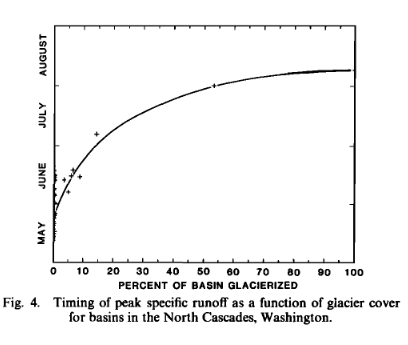 AUGUST
JULY
JUNE
MAY
0 10 20 30 40 50 60 70 80 90 100
PERCENT OF BASIN GLACIERIZED
Fig. 4. Timing of peak specific runoff as a function of glacier cover
for basins in the North Cascades, Washington.